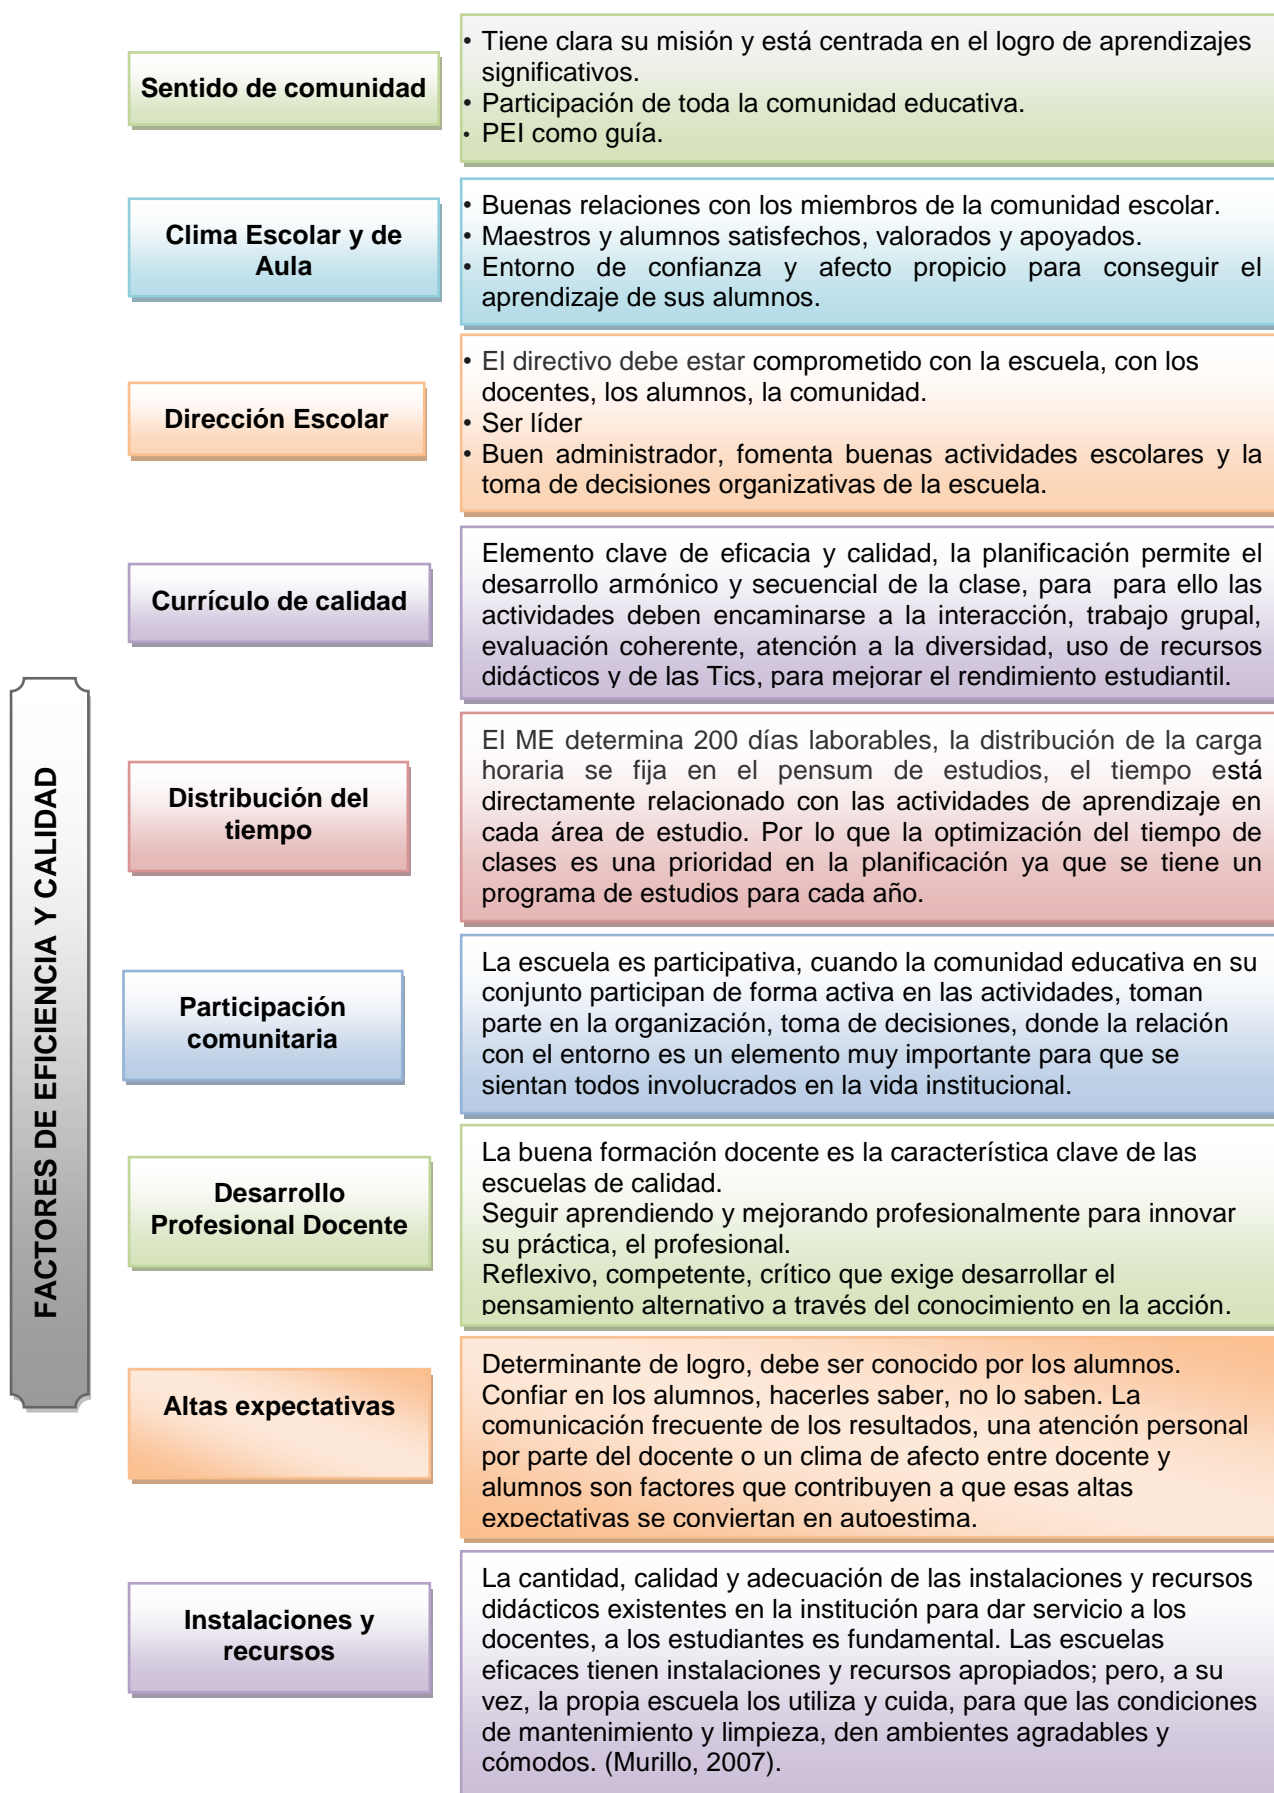 FACTORES DE EFICIENCIA Y CALIDAD
Sentido de comunidad
• Tiene clara su misión y está centrada en el logro de aprendizajes
significativos.
• Participación de toda la comunidad educativa.
• PEI como guía.
Clima Escolar y de
Aula
• Buenas relaciones con los miembros de la comunidad escolar.
• Maestros y alumnos satisfechos, valorados y apoyados.
• Entorno de confianza y afecto propicio para conseguir el
aprendizaje de sus alumnos.
Dirección Escolar
• El directivo debe estar comprometido con la escuela, con los
docentes, los alumnos, la comunidad.
• Ser líder
• Buen administrador, fomenta buenas actividades escolares y la
toma de decisiones organizativas de la escuela.
Currículo de calidad
Elemento clave de eficacia y calidad, la planificación permite el
desarrollo armónico y secuencial de la clase, para para ello las
actividades deben encaminarse a la interacción, trabajo grupal,
evaluación coherente, atención a la diversidad, uso de recursos
didácticos y de las Tics, para mejorar el rendimiento estudiantil.
Distribución del
tiempo
El ME determina 200 días laborables, la distribución de la carga
horaria se fija en el pensum de estudios, el tiempo está
directamente relacionado con las actividades de aprendizaje en
cada área de estudio. Por lo que la optimización del tiempo de
clases es una prioridad en la planificación ya que se tiene un
programa de estudios para cada año.
Participación
comunitaria
La escuela es participativa, cuando la comunidad educativa en su
conjunto participan de forma activa en las actividades, toman
parte en la organización, toma de decisiones, donde la relación
con el entorno es un elemento muy importante para que se
sientan todos involucrados en la vida institucional.
Desarrollo
Profesional Docente
La buena formación docente es la característica clave de las
escuelas de calidad.
Seguir aprendiendo y mejorando profesionalmente para innovar
su práctica, el profesional.
Reflexivo, competente, crítico que exige desarrollar el
pensamiento alternativo a través del conocimiento en la acción.
Altas expectativas
Determinante de logro, debe ser conocido por los alumnos.
Confiar en los alumnos, hacerles saber, no lo saben. La
comunicación frecuente de los resultados, una atención personal
por parte del docente o un clima de afecto entre docente y
alumnos son factores que contribuyen a que esas altas
expectativas se conviertan en autoestima.
Instalaciones y
recursos
La cantidad, calidad y adecuación de las instalaciones y recursos
didácticos existentes en la institución para dar servicio a los
docentes, a los estudiantes es fundamental. Las escuelas
eficaces tienen instalaciones y recursos apropiados; pero, a su
vez, la propia escuela los utiliza y cuida, para que las condiciones
de mantenimiento y limpieza, den ambientes agradables y
cómodos. (Murillo, 2007).